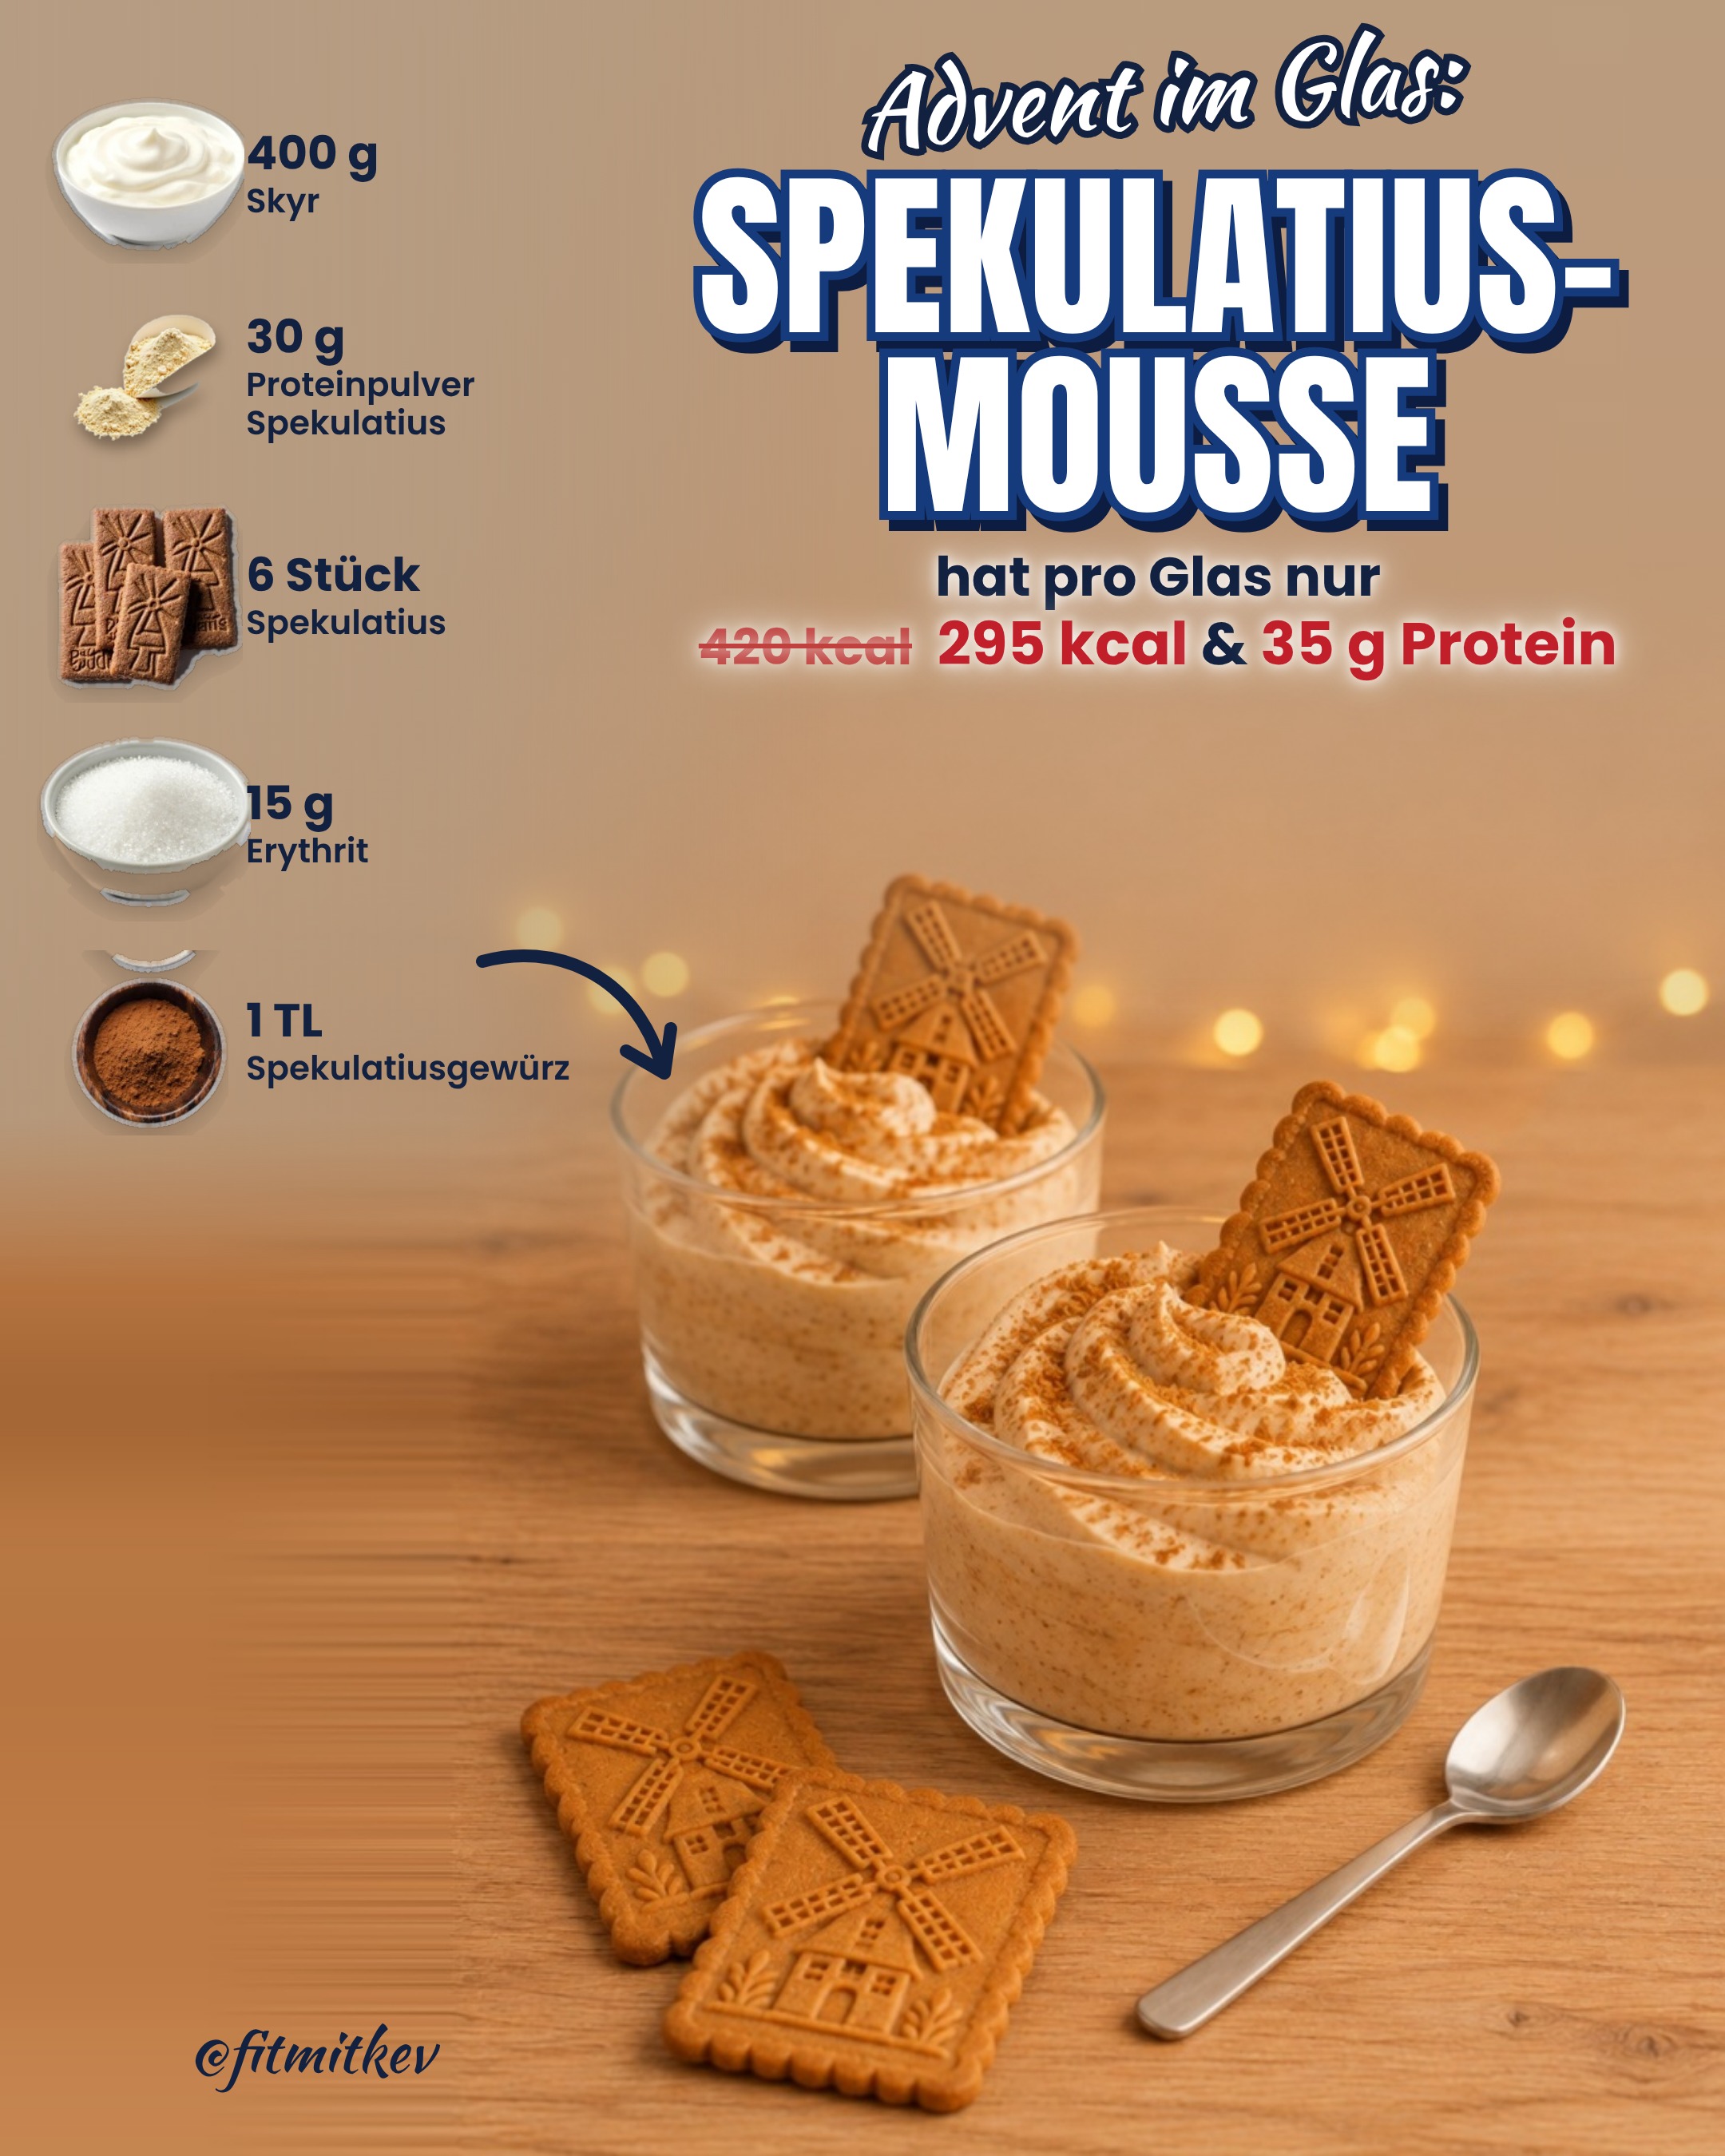 Advent im Glas:
SPEKULATIUS-
MOUSSE
hat pro Glas nur
420 kcal 295 kcal & 35 g Protein
400 g
Skyr
30 g
Proteinpulver
Spekulatius
6 Stück
Spekulatius
15 g
Erythrit
1 TL
Spekulatiusgewürz
@fitmitkev